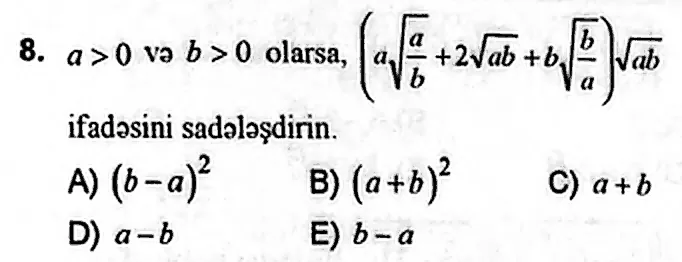 8. a > 0 və b > 0 olarsa, (a√(a/b) + 2√(ab) + b√(b/a))√(ab)
ifadəsini sadələşdirin.
A) (b – a)² B) (a + b)² C) a + b
D) a – b E) b – a